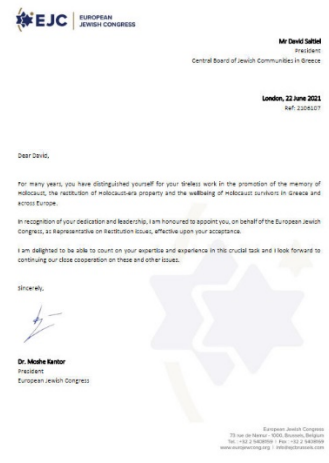 EJC
EUROPEAN
JEWISH CONGRESS
Mr David Saltiel
President
Central Board of Jewish Communities in Greece
London, 22 June 2021
Ref: 2106107
Dear David,
For many years, you have distinguished yourself for your tireless work in the promotion of the memory of
Holocaust, the restitution of Holocaust-era property and the wellbeing of Holocaust survivors in Greece and
across Europe.
In recognition of your dedication and leadership, I am honoured to appoint you, on behalf of the European Jewish
Congress, as Representative on Restitution Issues, effective upon your acceptance.
I am delighted to be able to count on your expertise and experience in this crucial task and I look forward to
continuing our close cooperation on these and other issues.
Sincerely,
Dr. Moshe Kantor
President
European Jewish Congress
European Jewish Congress
Brussels, Belgium